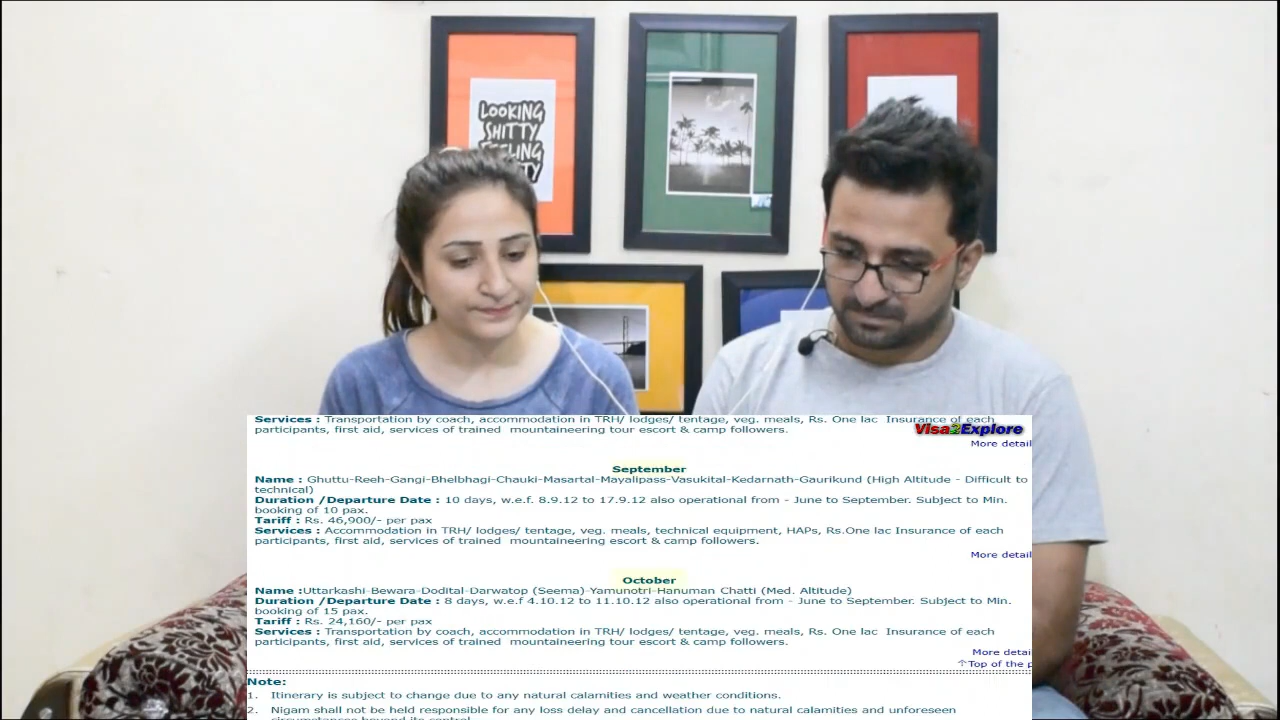 LOOKING
SHITTY
FEELING
Services : Transportation by coach, accommodation in TRH/ lodges/ tentage, veg. meals, Rs. One lac Insurance of each
participants, first aid, services of trained mountaineering tour escort & camp followers.
Visa2Explore
More detail
September
Name : Ghuttu-Reeh-Gangi-Bhelbhagi-Chauki-Masartal-Mayalipass-Vasukital-Kedarnath-Gaurikund (High Altitude - Difficult to
technical)
Duration /Departure Date : 10 days, w.e.f. 8.9.12 to 17.9.12 also operational from - June to September. Subject to Min.
booking of 10 pax.
Tariff : Rs. 46,900/- per pax
Services : Accommodation in TRH/ lodges/ tentage, veg. meals, technical equipment, HAPs, Rs.One lac Insurance of each
participants, first aid, services of trained mountaineering escort & camp followers.
More detail
October
Name :Uttarkashi-Bewara-Dodital-Darwatop (Seema)-Yamunotri-Hanuman Chatti (Med. Altitude)
Duration /Departure Date : 8 days, w.e.f 4.10.12 to 11.10.12 also operational from - June to September. Subject to Min.
booking of 15 pax.
Tariff : Rs. 24,160/- per pax
Services : Transportation by coach, accommodation in TRH/ lodges/ tentage, veg. meals, Rs. One lac Insurance of each
participants, first aid, services of trained mountaineering tour escort & camp followers.
More detai
↑Top of the p
Note:
1. Itinerary is subject to change due to any natural calamities and weather conditions.
2. Nigam shall not be held responsible for any loss delay and cancellation due to natural calamities and unforeseen
circumstances beyond its control